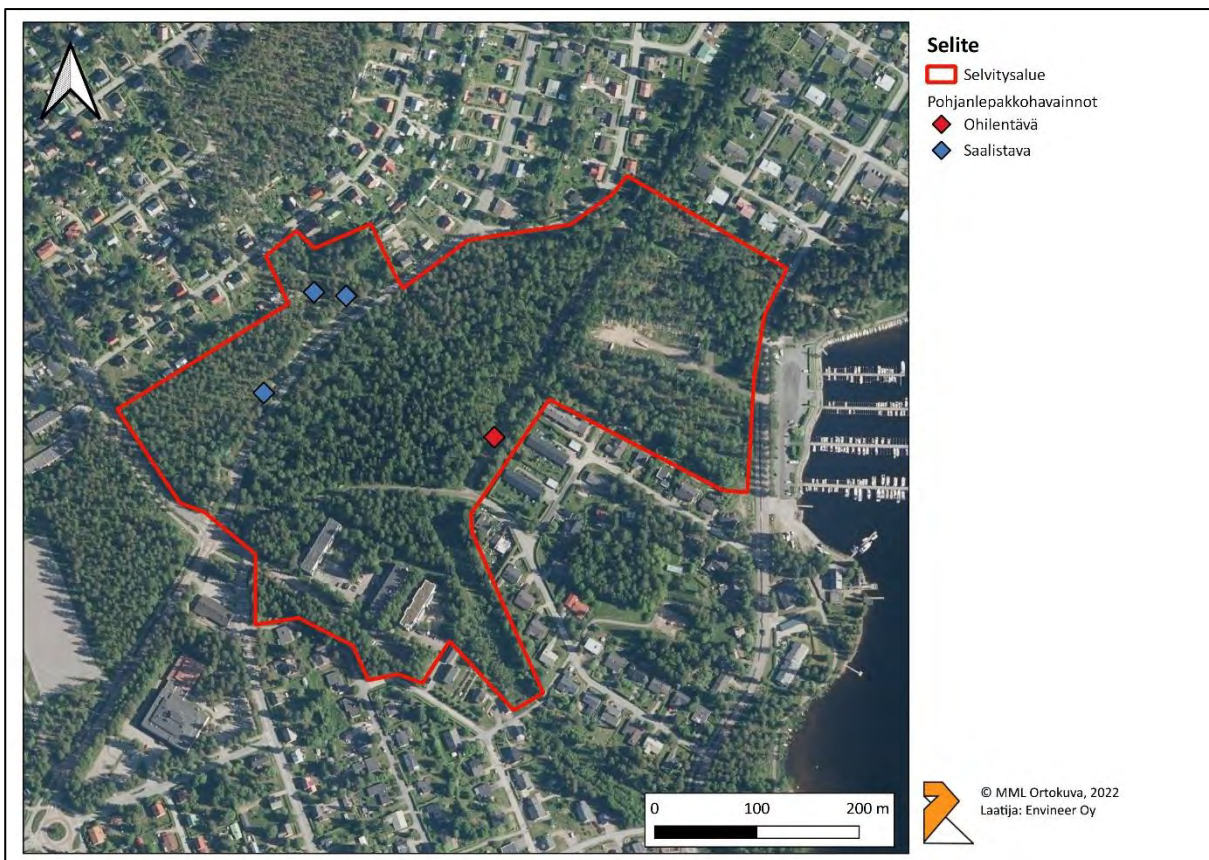 Selite
Selvitysalue
Pohjanlepakkohavainnot
Ohilentävä
Saalistava
0 100 200 m
© MML Ortokuva, 2022
Laatija: Envineer Oy